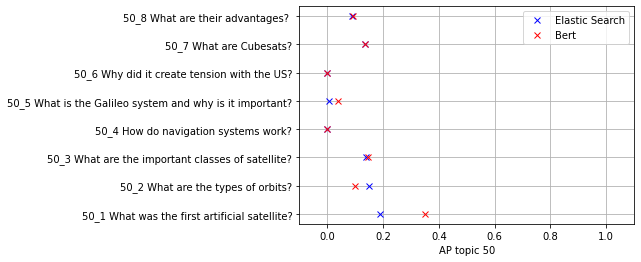 50_8 What are their advantages?
50_7 What are Cubesats?
50_6 Why did it create tension with the US?
50_5 What is the Galileo system and why is it important?
50_4 How do navigation systems work?
50_3 What are the important classes of satellite?
50_2 What are the types of orbits?
50_1 What was the first artificial satellite?
Elastic Search
Bert
0.0 0.2 0.4 0.6 0.8 1.0
AP topic 50